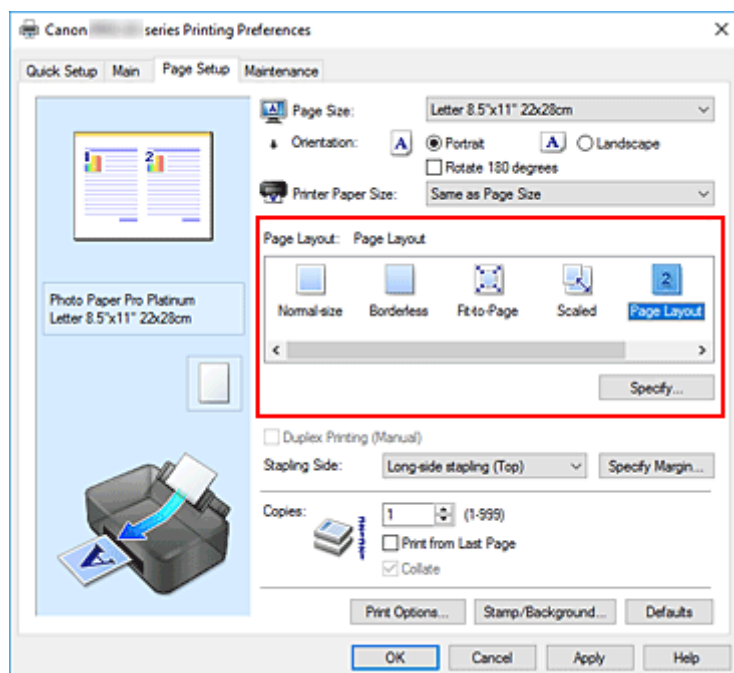 Canon series Printing Preferences
Quick Setup Main Page Setup Maintenance
1 2
Photo Paper Pro Platinum
Letter 8.5"x11" 22x28cm
Page Size: Letter 8.5"x11" 22x28cm
Orientation: A Portrait A Landscape
Rotate 180 degrees
Printer Paper Size: Same as Page Size
Page Layout: Page Layout
2
Normal-size Borderless Fit-to-Page Scaled Page Layout
Specify...
Duplex Printing (Manual)
Stapling Side: Long-side stapling (Top) Specify Margin...
Copies: 1 (1-999)
Print from Last Page
Collate
A
Print Options... Stamp/Background... Defaults
OK Cancel Apply Help